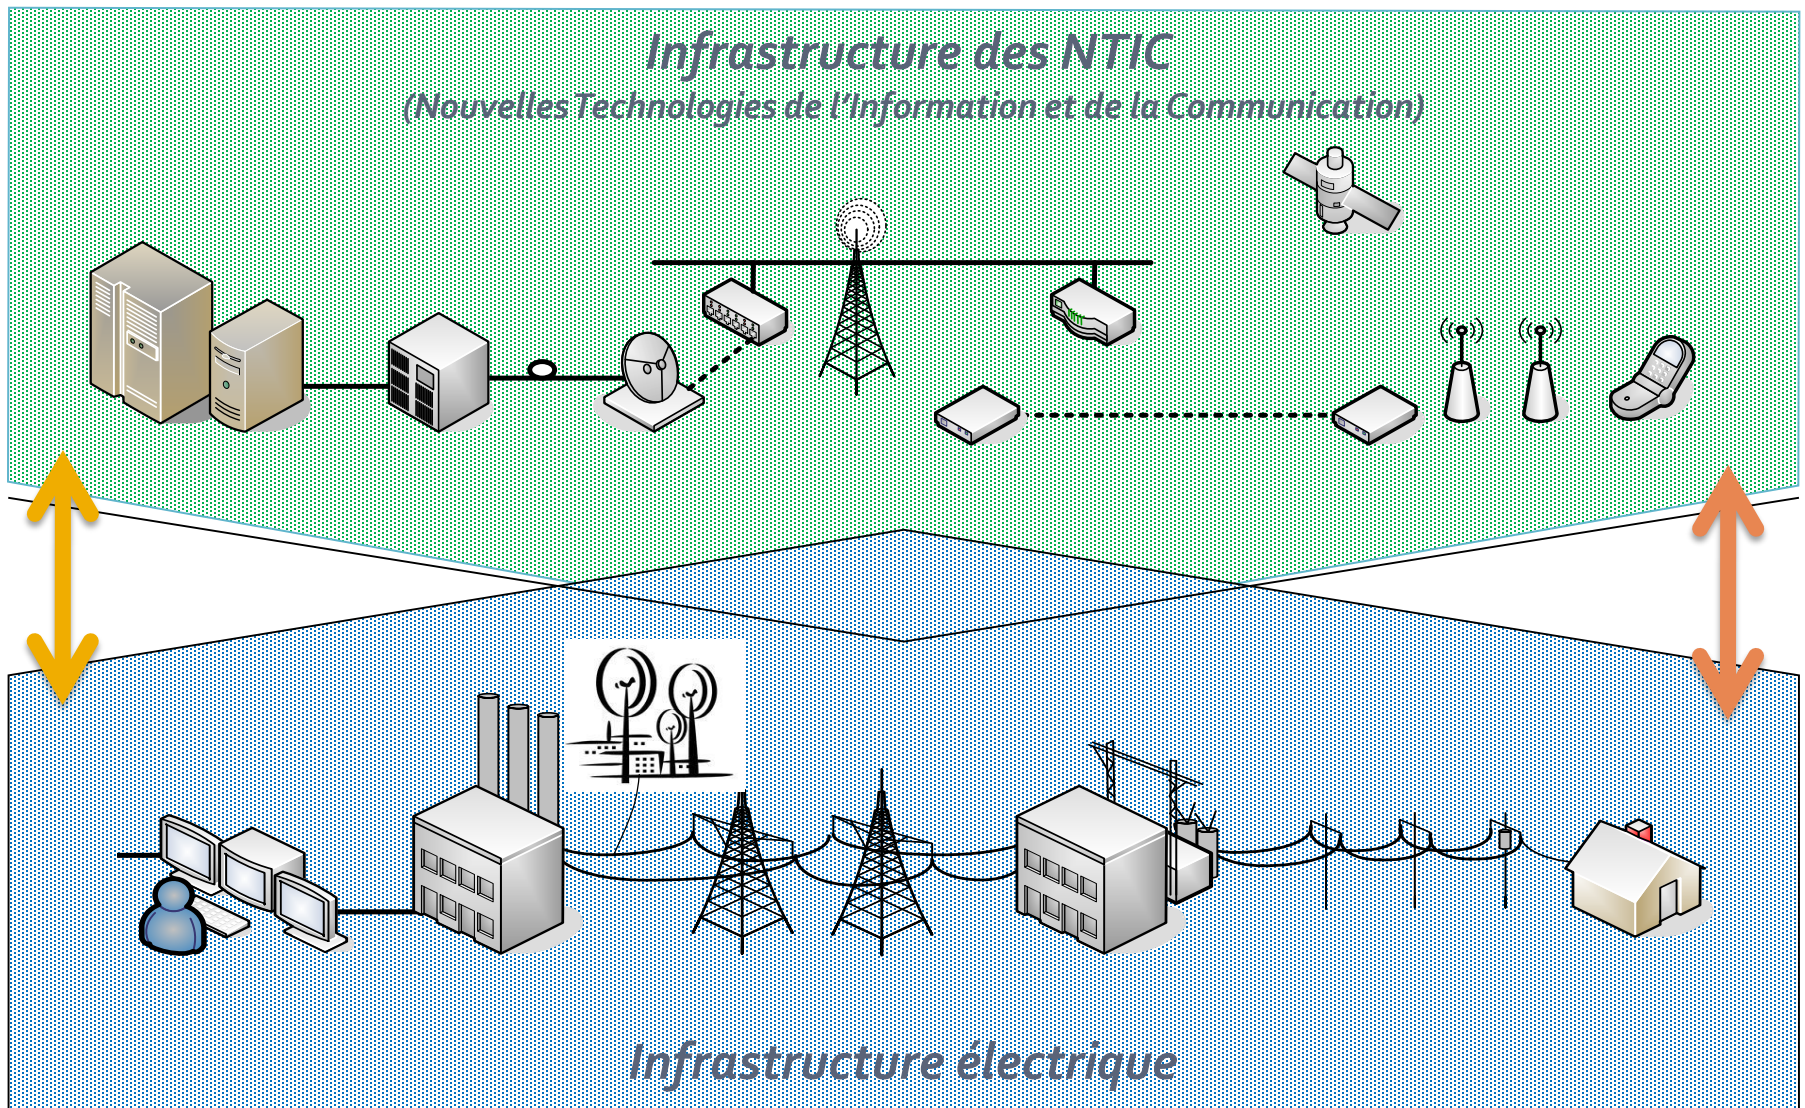 Infrastructure des NTIC
(Nouvelles Technologies de l'Information et de la Communication)
Infrastructure électrique